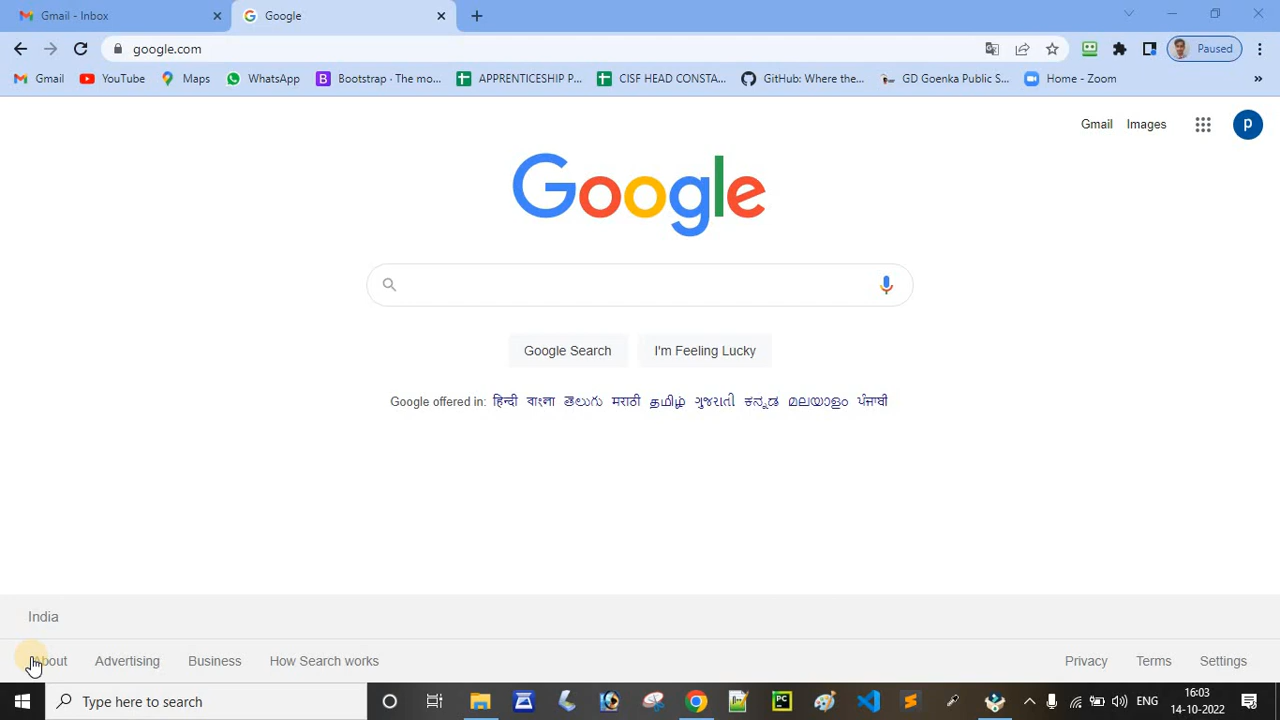 Gmail - Inbox
Google
google.com
Paused
Gmail
YouTube
Maps
WhatsApp
Bootstrap · The mo...
APPRENTICESHIP P...
CISF HEAD CONSTA...
GitHub: Where the...
GD Goenka Public S...
Home - Zoom
Gmail
Images
p
Google
Google Search
I'm Feeling Lucky
Google offered in: हिन्दी বাংলা తెలుగు मराठी தமிழ் ગુજરાતી ಕನ್ನಡ മലയാളം ਪੰਜਾਬੀ
India
About
Advertising
Business
How Search works
Privacy
Terms
Settings
Type here to search
ENG
16:03
14-10-2022